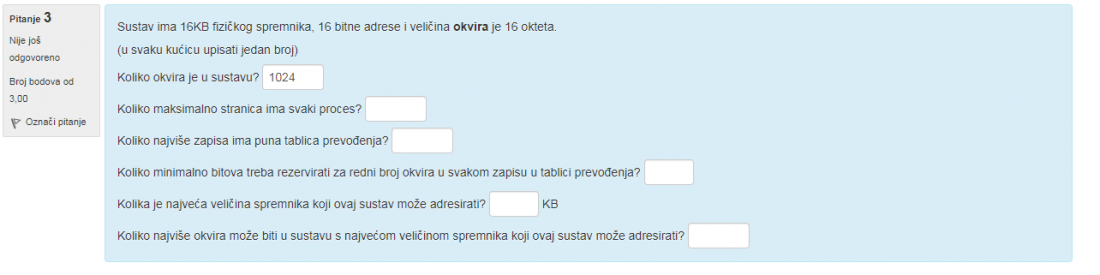 Pitanje 3
Nije još
odgovoreno
Broj bodova od
3,00
Označi pitanje
Sustav ima 16KB fizičkog spremnika, 16 bitne adrese i veličina okvira je 16 okteta.
(u svaku kućicu upisati jedan broj)
Koliko okvira je u sustavu? 1024
Koliko maksimalno stranica ima svaki proces?
Koliko najviše zapisa ima puna tablica prevođenja?
Koliko minimalno bitova treba rezervirati za redni broj okvira u svakom zapisu u tablici prevođenja?
Kolika je najveća veličina spremnika koji ovaj sustav može adresirati? KB
Koliko najviše okvira može biti u sustavu s najvećom veličinom spremnika koji ovaj sustav može adresirati?